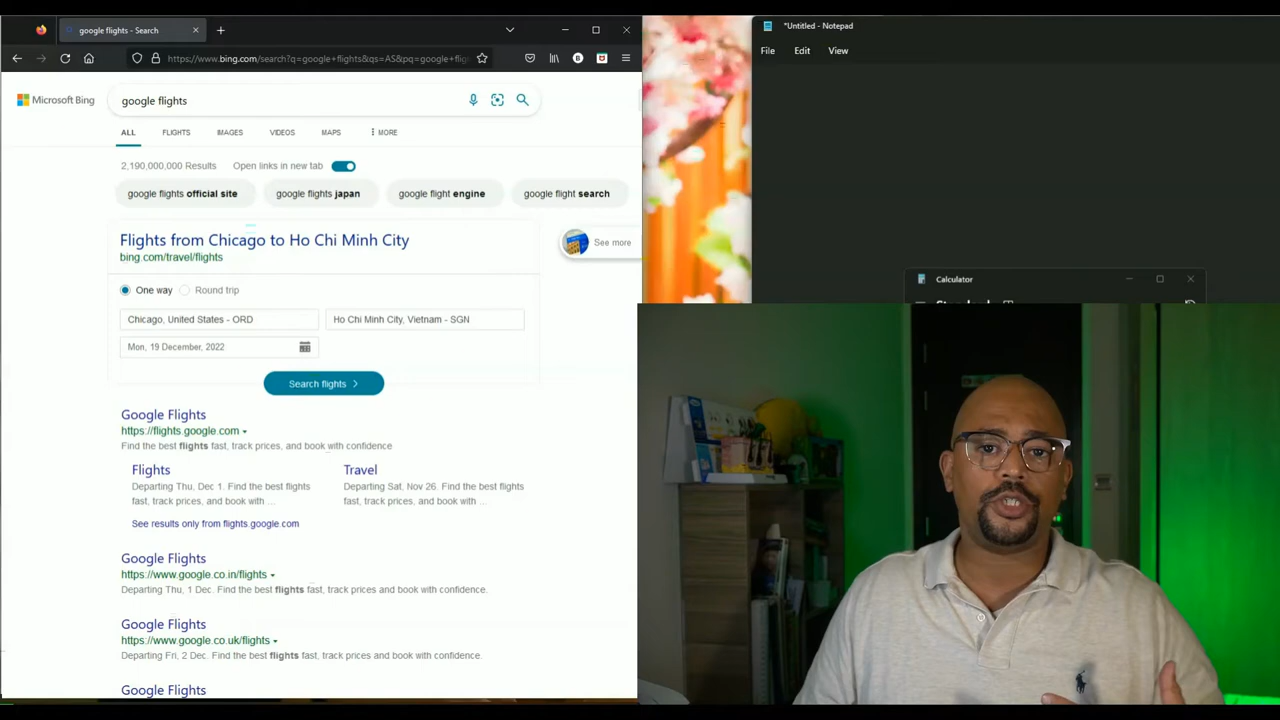 google flights - Search
https://www.bing.com/search?q=google+flights&qs=AS&pq=google+flig
Microsoft Bing
google flights
ALL
FLIGHTS
IMAGES
VIDEOS
MAPS
MORE
2,190,000,000 Results
Open links in new tab
google flights official site
google flights japan
google flight engine
google flight search
Flights from Chicago to Ho Chi Minh City
bing.com/travel/flights
See more
One way
Round trip
Chicago, United States - ORD
Ho Chi Minh City, Vietnam - SGN
Mon, 19 December, 2022
Search flights
Google Flights
https://flights.google.com
Find the best flights fast, track prices, and book with confidence
Flights
Departing Thu, Dec 1. Find the best flights
fast, track prices, and book with ...
Travel
Departing Sat, Nov 26. Find the best flights
fast, track prices, and book with ...
See results only from flights.google.com
Google Flights
https://www.google.co.in/flights
Departing Thu, 1 Dec. Find the best flights fast, track prices and book with confidence.
Google Flights
https://www.google.co.uk/flights
Departing Fri, 2 Dec. Find the best flights fast, track prices and book with confidence.
Google Flights
*Untitled - Notepad
File
Edit
View
Calculator
Standard